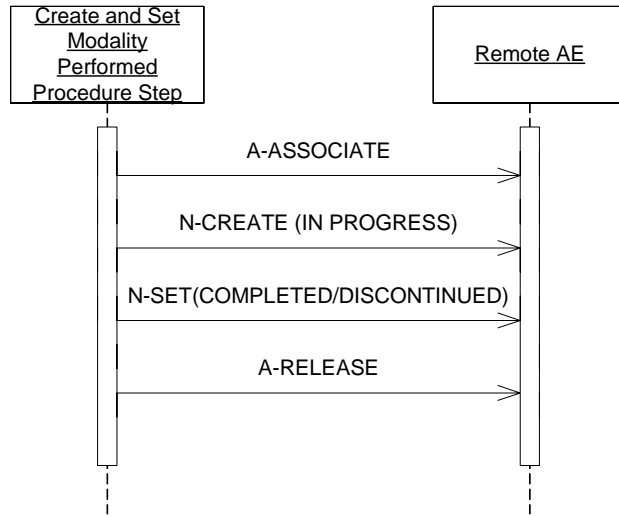 Create and Set
Modality
Performed
Procedure Step
Remote AE
A-ASSOCIATE
N-CREATE (IN PROGRESS)
N-SET(COMPLETED/DISCONTINUED)
A-RELEASE